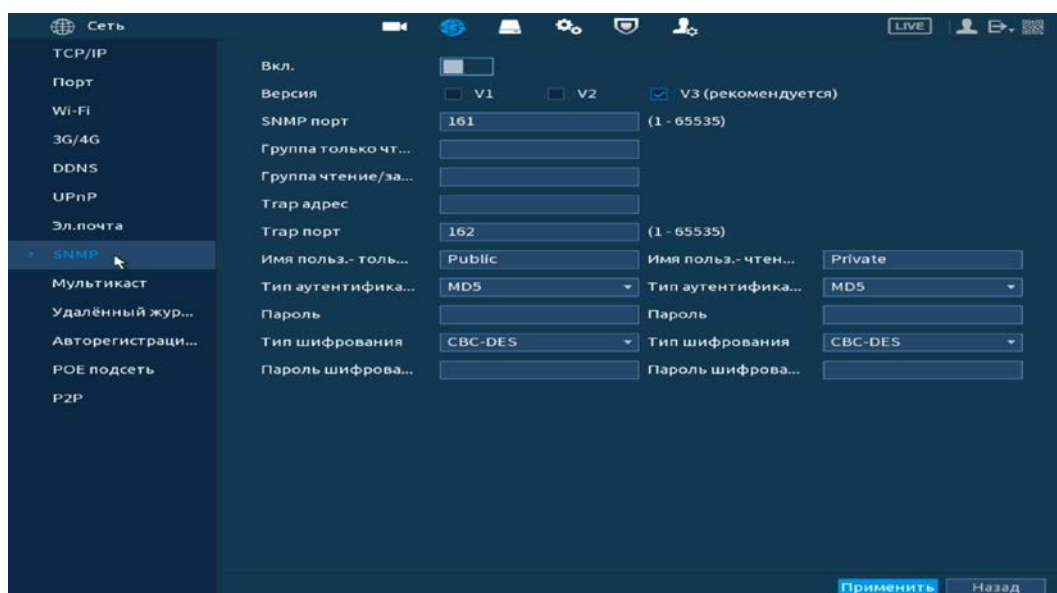 Сеть
LIVE
TCP/IP
Порт
Wi-Fi
3G/4G
DDNS
UPnP
Эл.почта
SNMP
Мультикаст
Удалённый жур...
Авторегистраци...
POE подсеть
P2P
Вкл.
Версия V1 V2 V3 (рекомендуется)
SNMP порт 161 (1 - 65535)
Группа только чт...
Группа чтение/за...
Trap адрес
Trap порт 162 (1 - 65535)
Имя польз.- толь... Public Имя польз.- чтен... Private
Тип аутентифика... MD5 Тип аутентифика... MD5
Пароль Пароль
Тип шифрования CBC-DES Тип шифрования CBC-DES
Пароль шифрова... Пароль шифрова...
Применить Назад